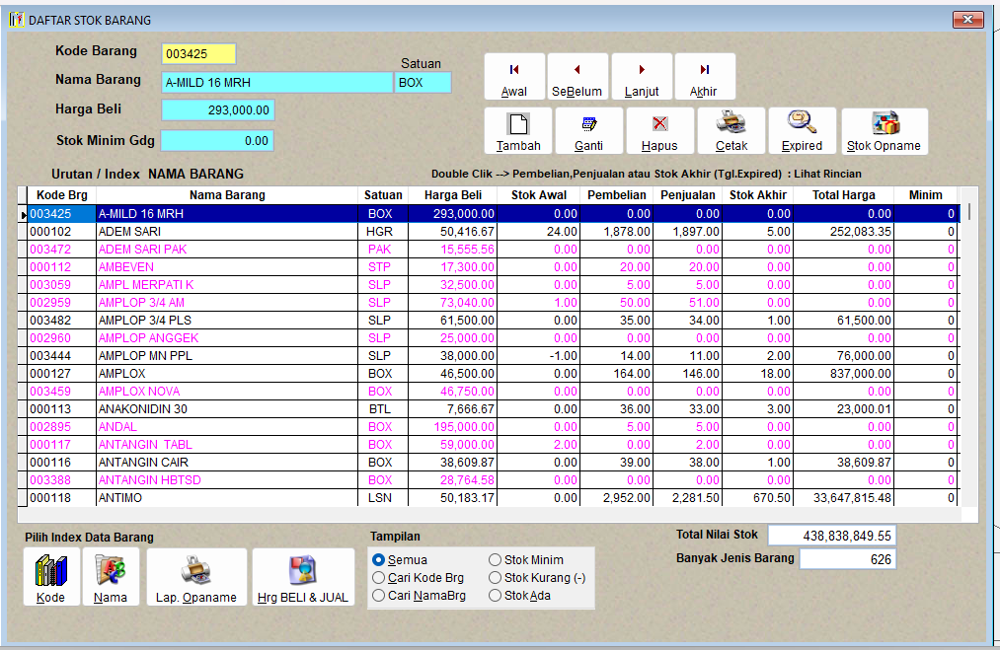 DAFTAR STOK BARANG
Kode Barang 003425
Satuan
Nama Barang A-MILD 16 MRH BOX
Harga Beli 293,000.00
Stok Minim Gdg 0.00
Awal SeBelum Lanjut Akhir
Tambah Ganti Hapus Cetak Expired Stok Opname
Urutan / Index NAMA BARANG
Double Clik --> Pembelian,Penjualan atau Stok Akhir (Tgl.Expired) : Lihat Rincian
Kode Brg Nama Barang Satuan Harga Beli Stok Awal Pembelian Penjualan Stok Akhir Total Harga Minim
003425 A-MILD 16 MRH BOX 293,000.00 0.00 0.00 0.00 0.00 0.00 0
000102 ADEM SARI HGR 50,416.67 24.00 1,878.00 1,897.00 5.00 252,083.35 0
003472 ADEM SARI PAK PAK 15,555.56 0.00 0.00 0.00 0.00 0.00 0
000112 AMBEVEN STP 17,300.00 0.00 20.00 20.00 0.00 0.00 0
003059 AMPL MERPATI K SLP 32,500.00 0.00 5.00 5.00 0.00 0.00 0
002959 AMPLOP 3/4 AM SLP 73,040.00 1.00 50.00 51.00 0.00 0.00 0
003482 AMPLOP 3/4 PLS SLP 61,500.00 0.00 35.00 34.00 1.00 61,500.00 0
002960 AMPLOP ANGGEK SLP 25,000.00 0.00 0.00 0.00 0.00 0.00 0
003444 AMPLOP MN PPL SLP 38,000.00 -1.00 14.00 11.00 2.00 76,000.00 0
000127 AMPLOX BOX 46,500.00 0.00 164.00 146.00 18.00 837,000.00 0
003459 AMPLOX NOVA BOX 46,750.00 0.00 0.00 0.00 0.00 0.00 0
000113 ANAKONIDIN 30 BTL 7,666.67 0.00 36.00 33.00 3.00 23,000.01 0
002895 ANDAL BOX 195,000.00 0.00 5.00 5.00 0.00 0.00 0
000117 ANTANGIN TABL BOX 59,000.00 2.00 0.00 2.00 0.00 0.00 0
000116 ANTANGIN CAIR BOX 38,609.87 0.00 39.00 38.00 1.00 38,609.87 0
003388 ANTANGIN HBTSD BOX 28,764.58 0.00 0.00 0.00 0.00 0.00 0
000118 ANTIMO LSN 50,183.17 0.00 2,952.00 2,281.50 670.50 33,647,815.48 0
Pilih Index Data Barang
Kode Nama Lap. Opaname Hrg BELI & JUAL
Tampilan
Semua Stok Minim
Cari Kode Brg Stok Kurang (-)
Cari NamaBrg Stok Ada
Total Nilai Stok 438,838,849.55
Banyak Jenis Barang 626